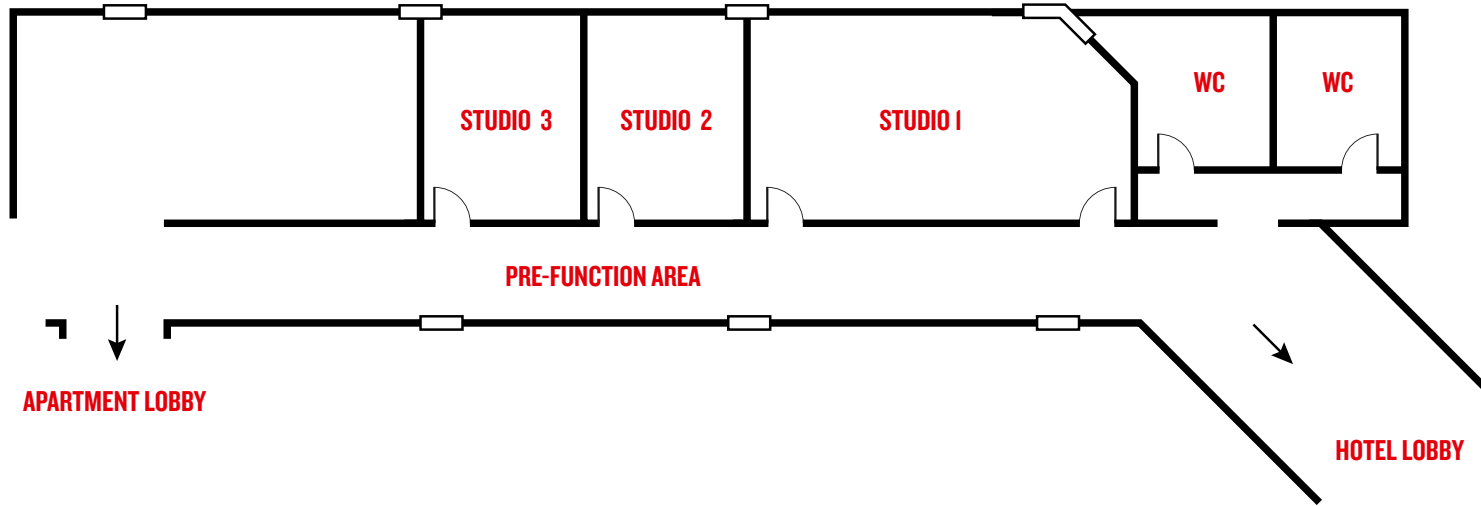 WC
WC
STUDIO 3
STUDIO 2
STUDIO 1
PRE-FUNCTION AREA
APARTMENT LOBBY
HOTEL LOBBY